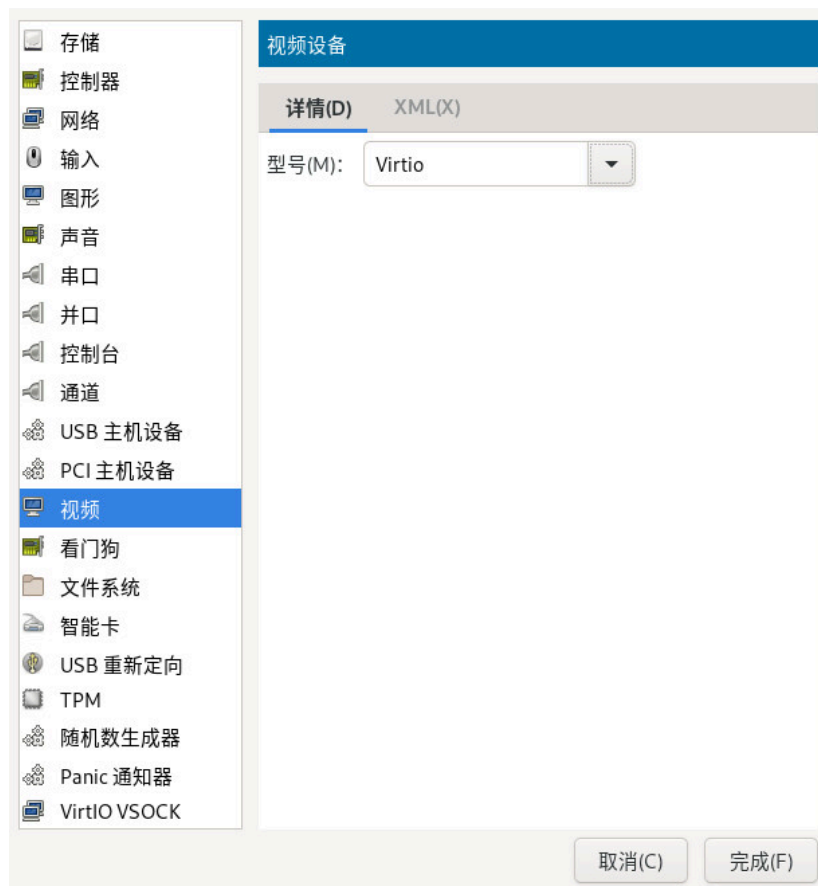 存储
控制器
网络
输入
图形
声音
串口
并口
控制台
通道
USB 主机设备
PCI 主机设备
视频
看门狗
文件系统
智能卡
USB 重新定向
TPM
随机数生成器
Panic 通知器
VirtIO VSOCK
视频设备
详情(D) XML(X)
型号(M): Virtio
取消(C) 完成(F)